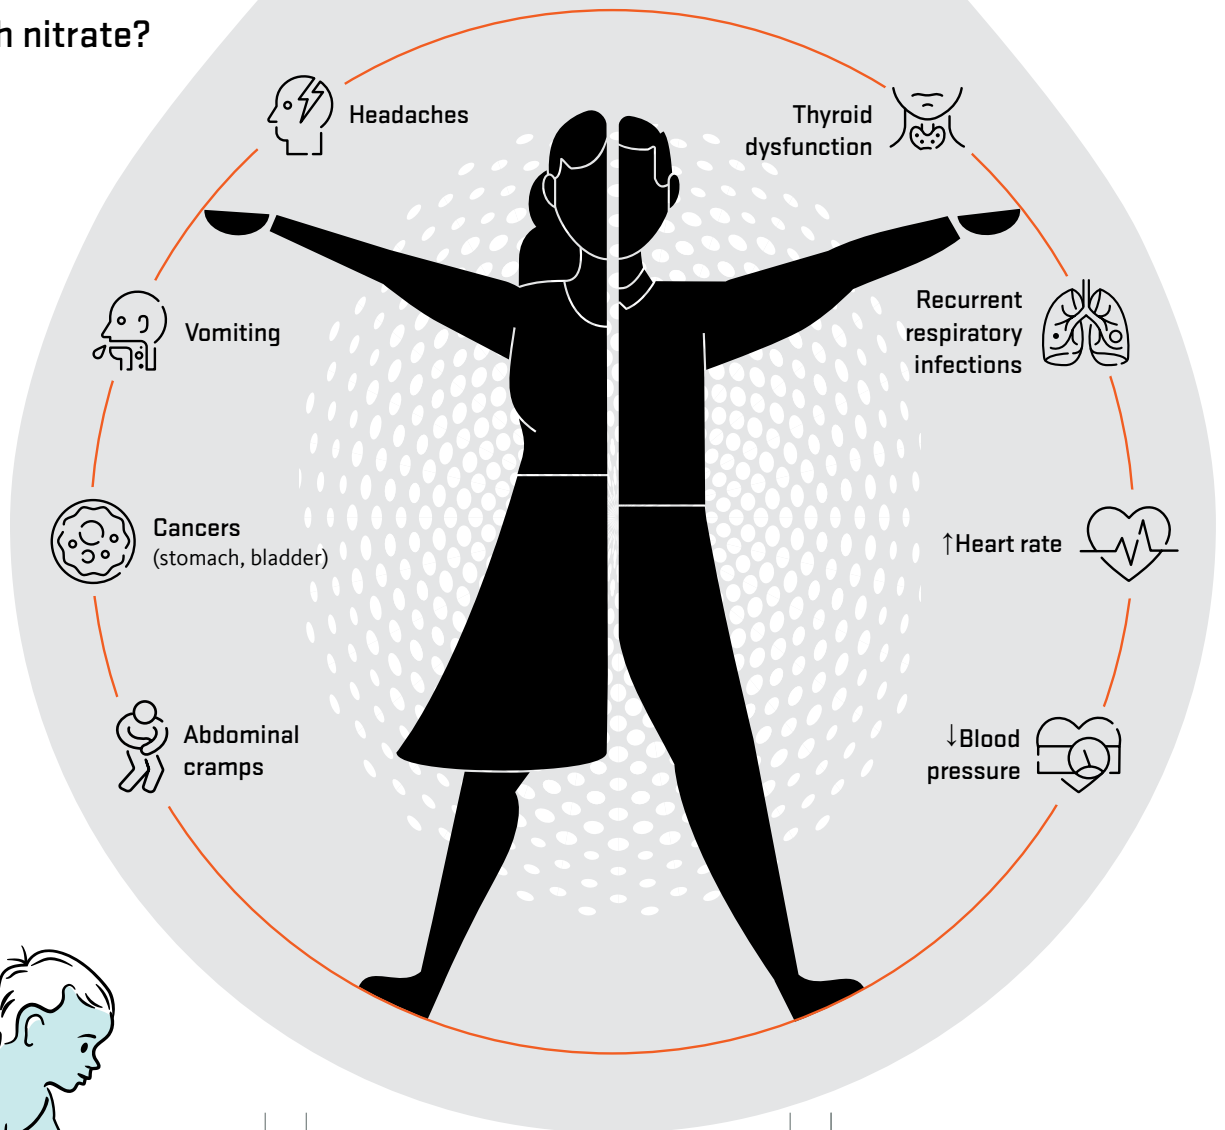 h nitrate?
Headaches
Thyroid
dysfunction
Vomiting
Recurrent
respiratory
infections
Cancers
(stomach, bladder)
↑Heart rate
Abdominal
cramps
↓Blood
pressure